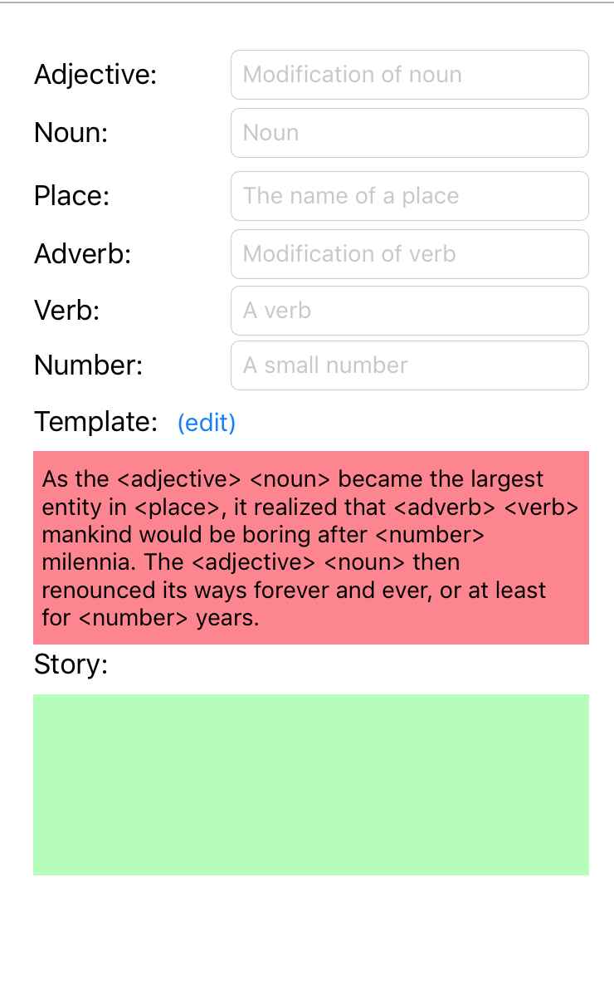 Adjective: Modification of noun
Noun: Noun
Place: The name of a place
Adverb: Modification of verb
Verb: A verb
Number: A small number
Template: (edit)
As the <adjective> <noun> became the largest
entity in <place>, it realized that <adverb> <verb>
mankind would be boring after <number>
milennia. The <adjective> <noun> then
renounced its ways forever and ever, or at least
for <number> years.
Story: